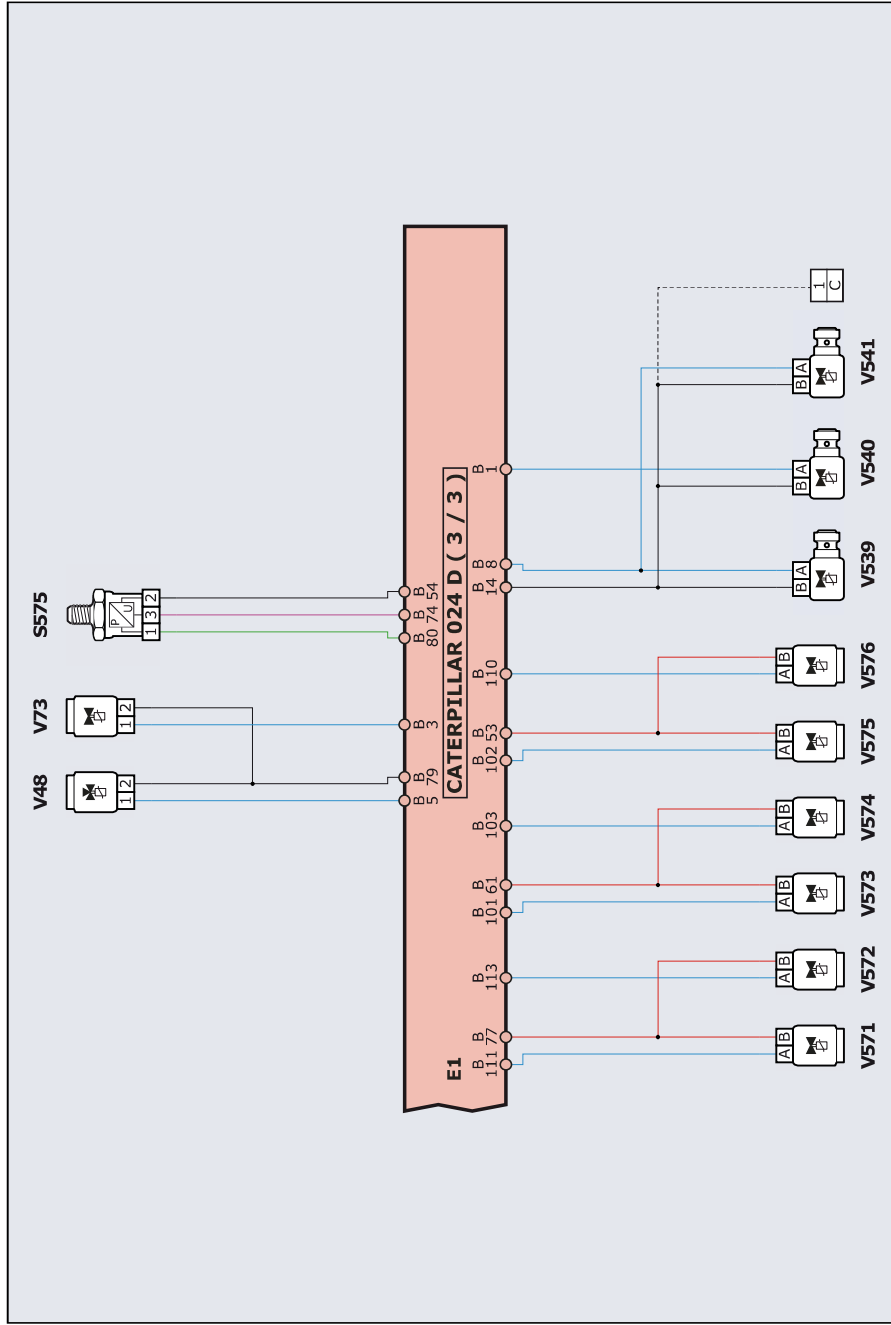 V48 V73 S575
P
U
1 2 1 2 1 3 2
B B B B B B
5 79 3 80 74 54
E1 CATERPILLAR 024 D ( 3 / 3 )
B B B B B B B B B B B B
111 77 113 101 61 103 102 53 110 14 8 1
A B A B A B A B A B A B B A B A B A
1
C
V571 V572 V573 V574 V575 V576 V539 V540 V541